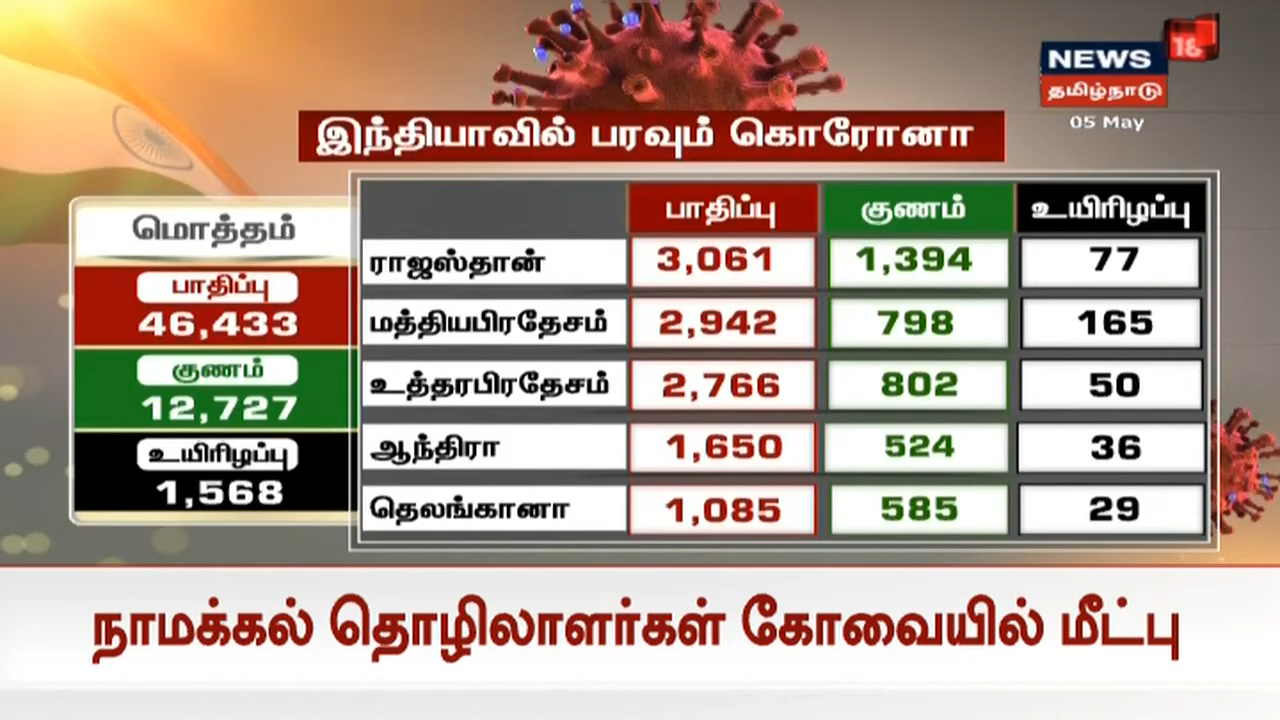 NEWS 18
தமிழ்நாடு
05 May
இந்தியாவில் பரவும் கொரோனா
மொத்தம்
பாதிப்பு
46,433
குணம்
12,727
உயிரிழப்பு
1,568
பாதிப்பு குணம் உயிரிழப்பு
ராஜஸ்தான் 3,061 1,394 77
மத்தியபிரதேசம் 2,942 798 165
உத்தரபிரதேசம் 2,766 802 50
ஆந்திரா 1,650 524 36
தெலங்கானா 1,085 585 29
நாமக்கல் தொழிலாளர்கள் கோவையில் மீட்பு